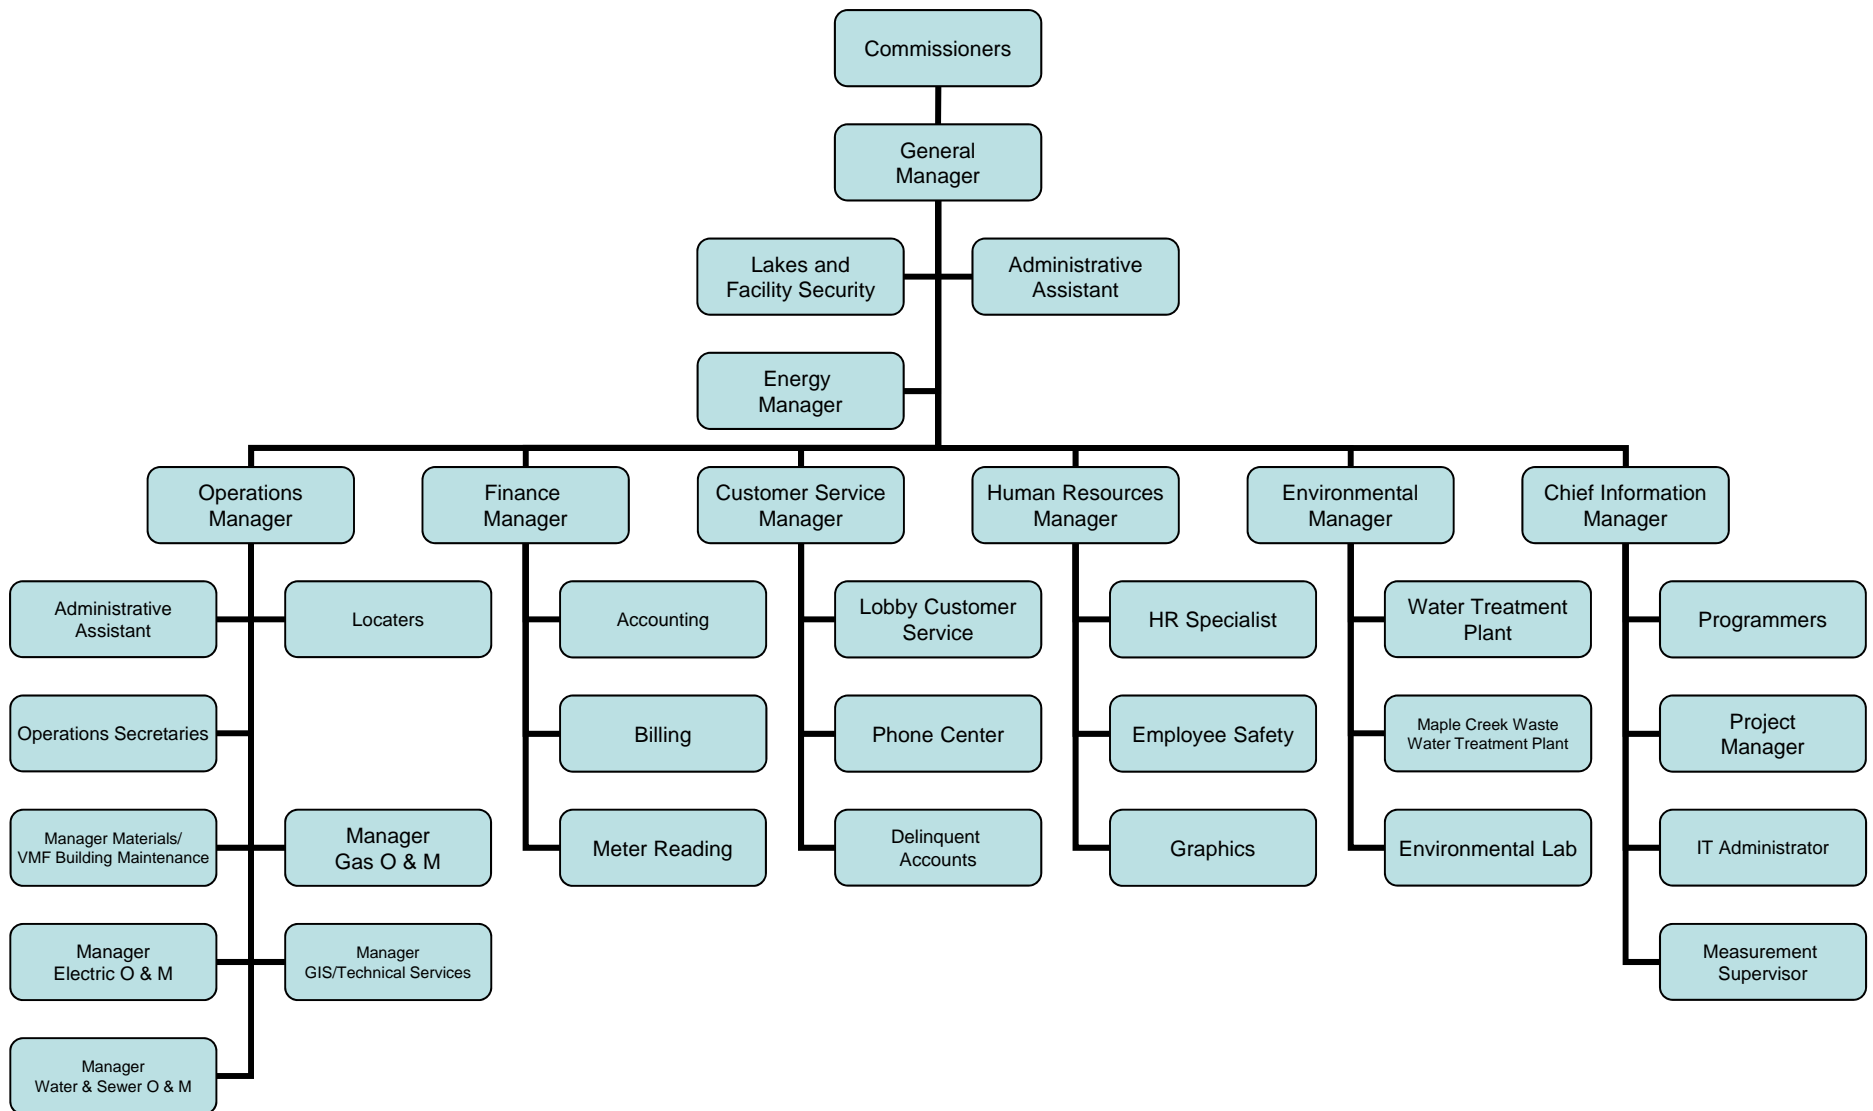 Commissioners
General
Manager
Lakes and
Facility Security
Administrative
Assistant
Energy
Manager
Operations
Manager
Finance
Manager
Customer Service
Manager
Human Resources
Manager
Environmental
Manager
Chief Information
Manager
Administrative
Assistant
Locaters
Accounting
Lobby Customer
Service
HR Specialist
Water Treatment
Plant
Programmers
Operations Secretaries
Billing
Phone Center
Employee Safety
Maple Creek Waste
Water Treatment Plant
Project
Manager
Manager Materials/
VMF Building Maintenance
Manager
Gas O & M
Meter Reading
Delinquent
Accounts
Graphics
Environmental Lab
IT Administrator
Manager
Electric O & M
Manager
GIS/Technical Services
Measurement
Supervisor
Manager
Water & Sewer O & M